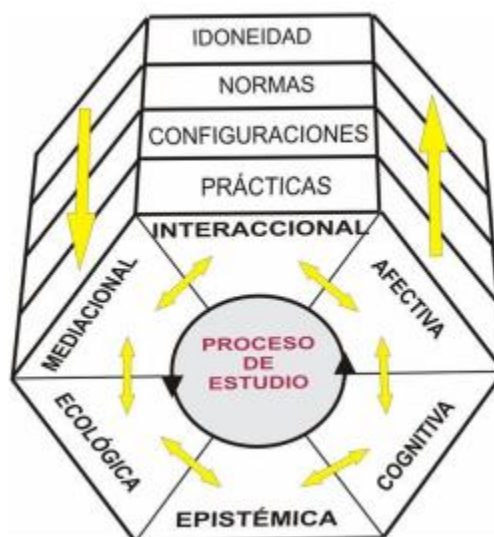 IDONEIDAD
NORMAS
CONFIGURACIONES
PRÁCTICAS
INTERACCIONAL
MEDIACIONAL
AFECTIVA
PROCESO
DE
ESTUDIO
ECOLÓGICA
COGNITIVA
EPISTÉMICA